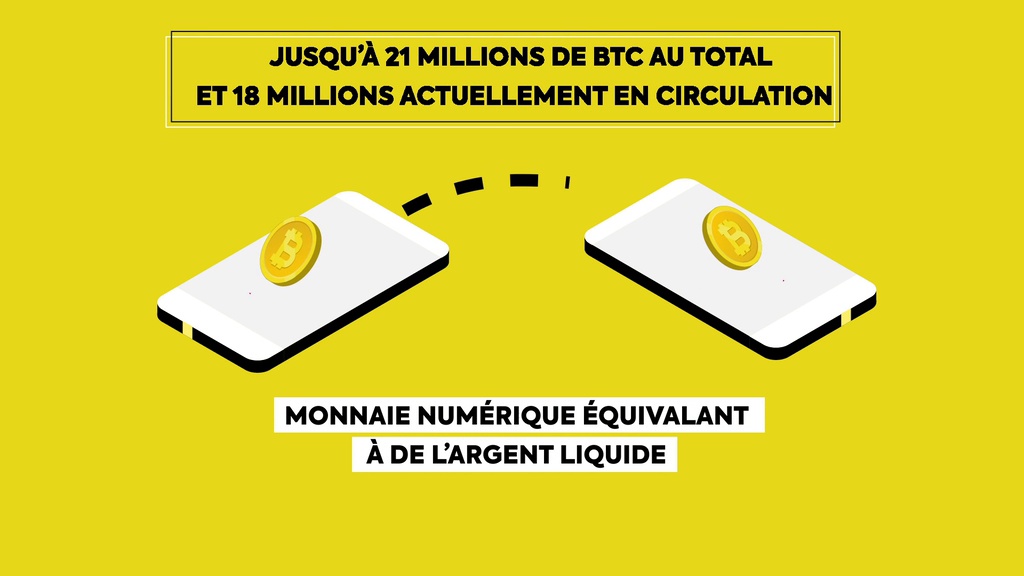 JUSQU’À 21 MILLIONS DE BTC AU TOTAL
ET 18 MILLIONS ACTUELLEMENT EN CIRCULATION
MONNAIE NUMÉRIQUE ÉQUIVALANT
À DE L’ARGENT LIQUIDE